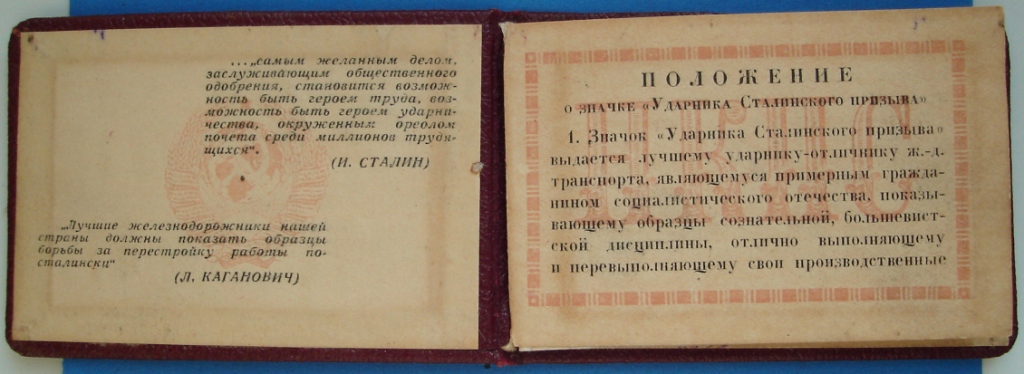 ..."самым желанным делом,
заслуживающим общественного
одобрения, становится возмож-
ность быть героем труда, воз-
можность быть героем ударни-
чества, окруженным ореолом
почета среди миллионов трудя-
щихся".
(И. СТАЛИН)
"Лучшие железнодорожники нашей
страны должны показать образцы
борьбы за перестройку работы по-
сталински"
(Л. КАГАНОВИЧ)
ПОЛОЖЕНИЕ
о значке «Ударника Сталинского призыва»
1. Значок «Ударника Сталинского призыва»
выдается лучшему ударнику-отличнику ж.-д.
транспорта, являющемуся примерным гражда-
нином социалистического отечества, показы-
вающему образцы сознательной, большевист-
ской дисциплины, отлично выполняющему
и перевыполняющему свои производственные